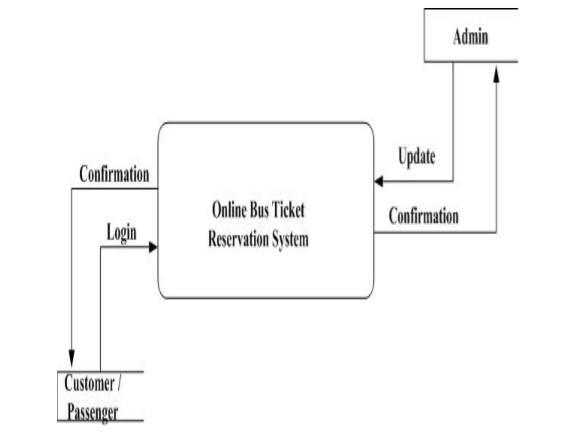 Admin
Update
Confirmation
Confirmation
Login
Online Bus Ticket
Reservation System
Customer /
Passenger